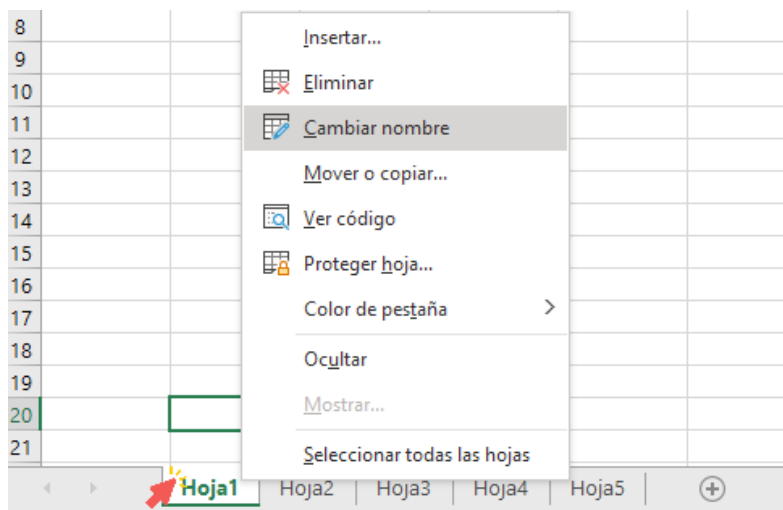 8
9
10
11
12
13
14
15
16
17
18
19
20
21
Insertar...
Eliminar
Cambiar nombre
Mover o copiar...
Ver código
Proteger hoja...
Color de pestaña
Ocultar
Mostrar...
Seleccionar todas las hojas
Hoja1 Hoja2 Hoja3 Hoja4 Hoja5